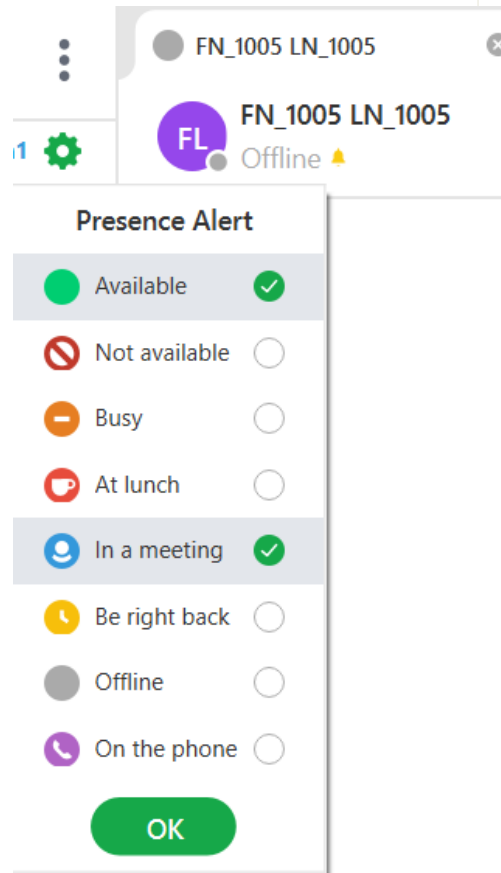 FN_1005 LN_1005
FN_1005 LN_1005
FL
Offline
Presence Alert
Available
Not available
Busy
At lunch
In a meeting
Be right back
Offline
On the phone
OK